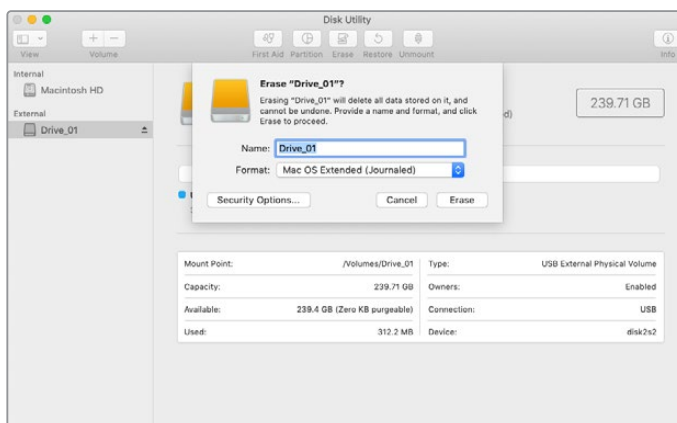 Disk Utility
View
Volume
First Aid Partition Erase Restore Unmount
Info
Internal
Macintosh HD
External
Drive_01
Erase "Drive_01"?
Erasing "Drive_01" will delete all data stored on it, and
cannot be undone. Provide a name and format, and click
Erase to proceed.
Name: Drive_01
Format: Mac OS Extended (Journaled)
Security Options... Cancel Erase
239.71 GB
Mount Point: /Volumes/Drive_01 Type: USB External Physical Volume
Capacity: 239.71 GB Owners: Enabled
Available: 239.4 GB (Zero KB purgeable) Connection: USB
Used: 312.2 MB Device: disk2s2